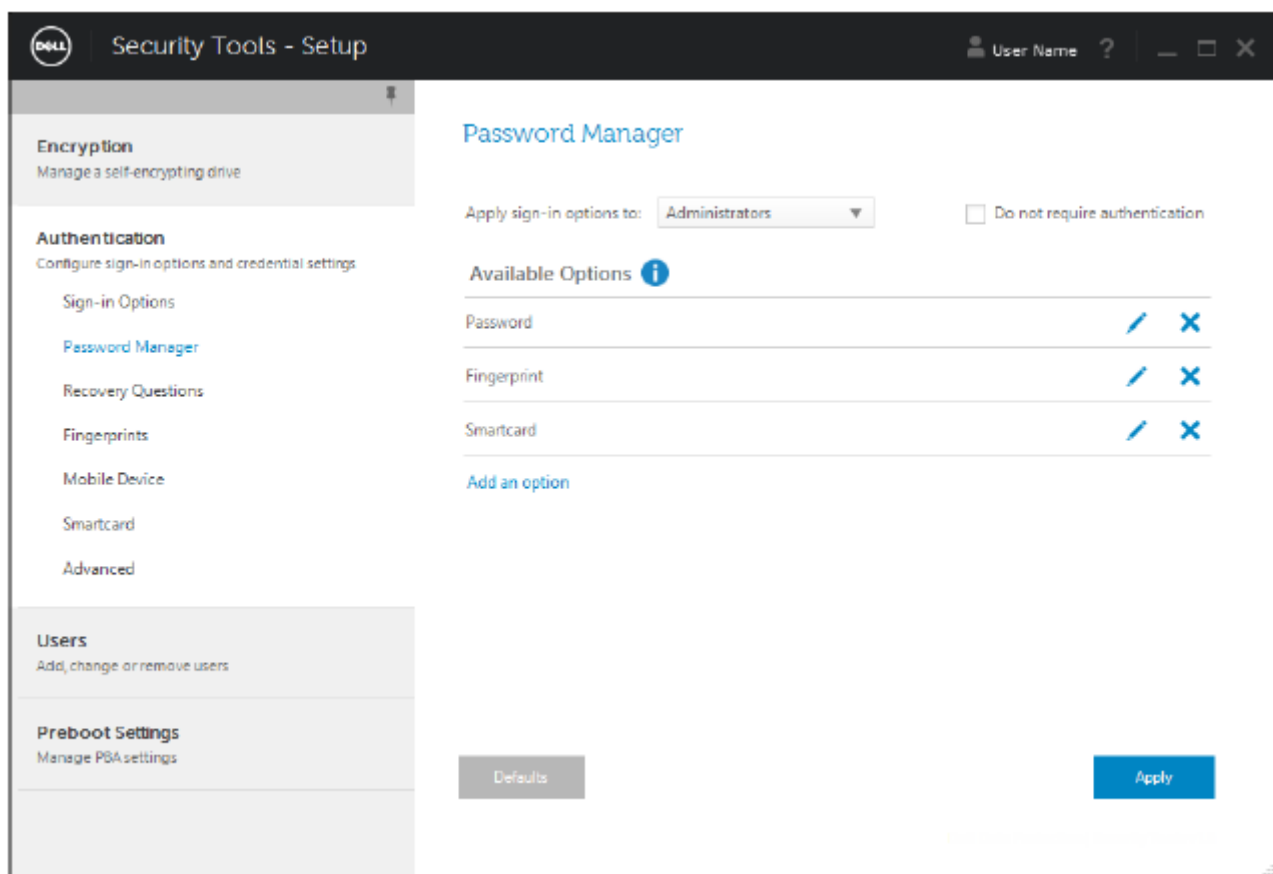 DELL
Security Tools - Setup
User Name ?
Encryption
Manage a self-encrypting drive
Authentication
Configure sign-in options and credential settings
Sign-in Options
Password Manager
Recovery Questions
Fingerprints
Mobile Device
Smartcard
Advanced
Users
Add, change or remove users
Preboot Settings
Manage PBA settings
Password Manager
Apply sign-in options to: Administrators
Do not require authentication
Available Options i
Password
Fingerprint
Smartcard
Add an option
Defaults
Apply